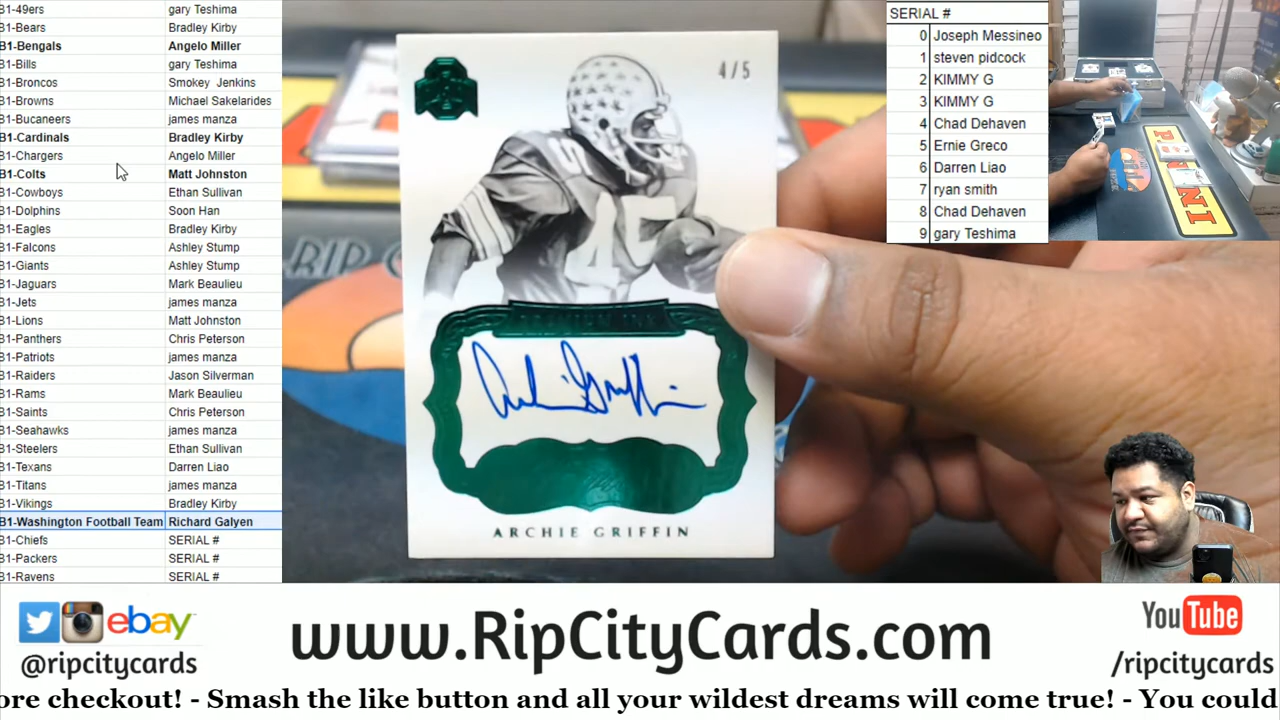 B1-49ers gary Teshima
B1-Bears Bradley Kirby
B1-Bengals Angelo Miller
B1-Bills gary Teshima
B1-Broncos Smokey Jenkins
B1-Browns Michael Sakelarides
B1-Bucaneers james manza
B1-Cardinals Bradley Kirby
B1-Chargers Angelo Miller
B1-Colts Matt Johnston
B1-Cowboys Ethan Sullivan
B1-Dolphins Soon Han
B1-Eagles Bradley Kirby
B1-Falcons Ashley Stump
B1-Giants Ashley Stump
B1-Jaguars Mark Beaulieu
B1-Jets james manza
B1-Lions Matt Johnston
B1-Panthers Chris Peterson
B1-Patriots james manza
B1-Raiders Jason Silverman
B1-Rams Mark Beaulieu
B1-Saints Chris Peterson
B1-Seahawks james manza
B1-Steelers Ethan Sullivan
B1-Texans Darren Liao
B1-Titans james manza
B1-Vikings Bradley Kirby
B1-Washington Football Team Richard Galyen
B1-Chiefs SERIAL #
B1-Packers SERIAL #
B1-Ravens SERIAL #
4/5
45
Archie Griffin
ARCHIE GRIFFIN
RIP
SERIAL #
0 Joseph Messineo
1 steven pidcock
2 KIMMY G
3 KIMMY G
4 Chad Dehaven
5 Ernie Greco
6 Darren Liao
7 ryan smith
8 Chad Dehaven
9 gary Teshima
PANINI
ebay
@ripcitycards
www.RipCityCards.com
YouTube
/ripcitycards
ore checkout! - Smash the like button and all your wildest dreams will come true! - You could